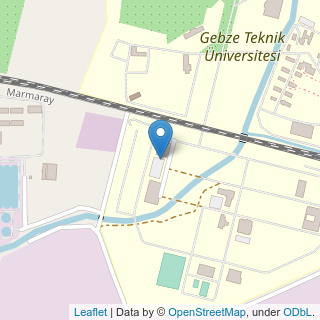 Gebze Teknik
Üniversitesi
Marmaray
Leaflet | Data by © OpenStreetMap, under ODbL.